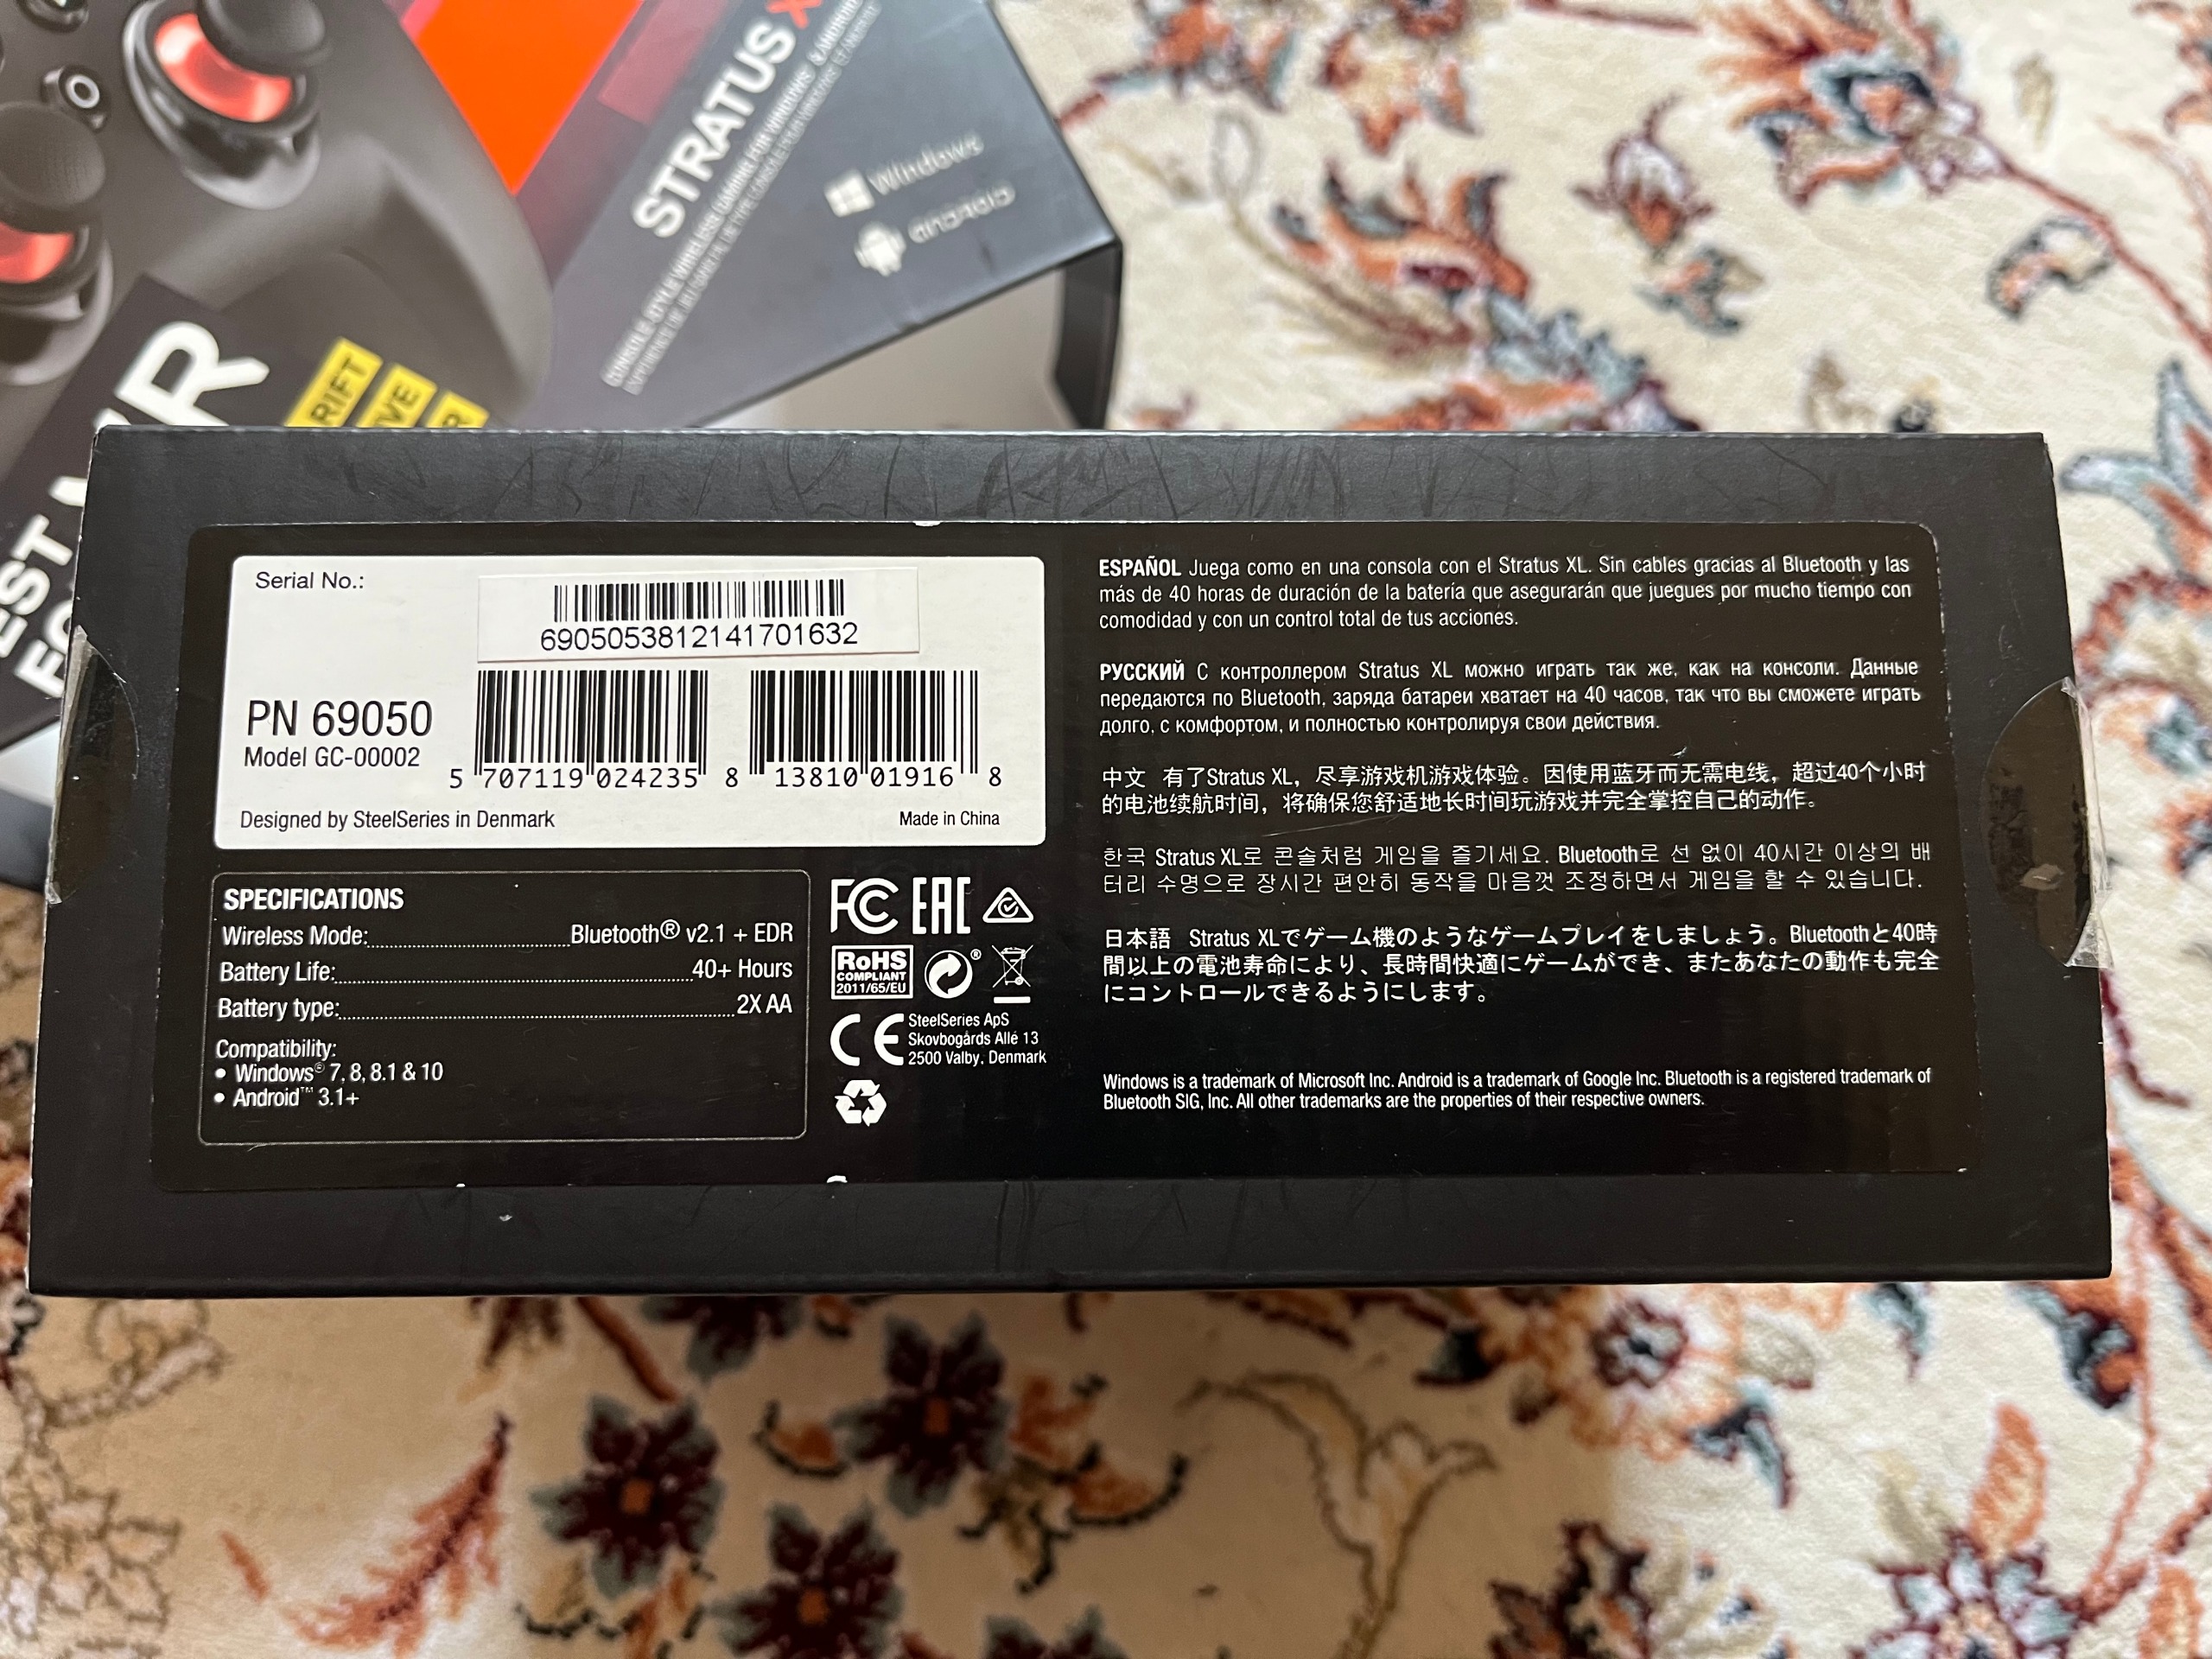 STRATUS X
CONSOLE-STYLE WIRELESS GAMING FOR WINDOWS & ANDROID
Windows
ANDROID
RIFT
VE
R
EST
Serial No.:
6905053812141701632
PN 69050
Model GC-00002
5 707119 024235
8 13810 01916 8
Designed by SteelSeries in Denmark
Made in China
SPECIFICATIONS
Wireless Mode: Bluetooth® v2.1 + EDR
Battery Life: 40+ Hours
Battery type: 2X AA
Compatibility:
• Windows® 7, 8, 8.1 & 10
• Android™ 3.1+
FC EAC
RoHS
COMPLIANT
2011/65/EU
®
CE
SteelSeries ApS
Skovbogårds Allé 13
2500 Valby, Denmark
ESPAÑOL Juega como en una consola con el Stratus XL. Sin cables gracias al Bluetooth y las
más de 40 horas de duración de la batería que asegurarán que juegues por mucho tiempo con
comodidad y con un control total de tus acciones.
РУССКИЙ С контроллером Stratus XL можно играть так же, как на консоли. Данные
передаются по Bluetooth, заряда батареи хватает на 40 часов, так что вы сможете играть
долго, с комфортом, и полностью контролируя свои действия.
中文 有了Stratus XL，尽享游戏机游戏体验。因使用蓝牙而无需电线，超过40个小时
的电池续航时间，将确保您舒适地长时间玩游戏并完全掌控自己的动作。
한국 Stratus XL로 콘솔처럼 게임을 즐기세요. Bluetooth로 선 없이 40시간 이상의 배
터리 수명으로 장시간 편안히 동작을 마음껏 조정하면서 게임을 할 수 있습니다.
日本語 Stratus XLでゲーム機のようなゲームプレイをしましょう。Bluetoothと40時
間以上の電池寿命により、長時間快適にゲームができ、またあなたの動作も完全
にコントロールできるようにします。
Windows is a trademark of Microsoft Inc. Android is a trademark of Google Inc. Bluetooth is a registered trademark of
Bluetooth SIG, Inc. All other trademarks are the properties of their respective owners.